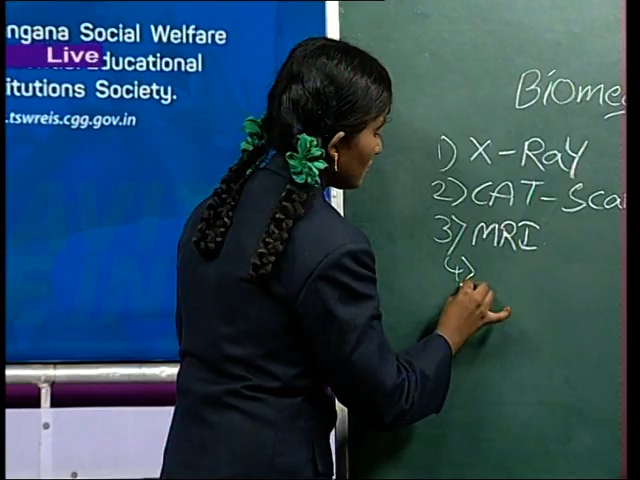 ngana Social Welfare
Live
Educational
itutions Society.
.tswreis.cgg.gov.in
Biome
1) X-RaY
2) CAT-Sca
3) MRI
4)